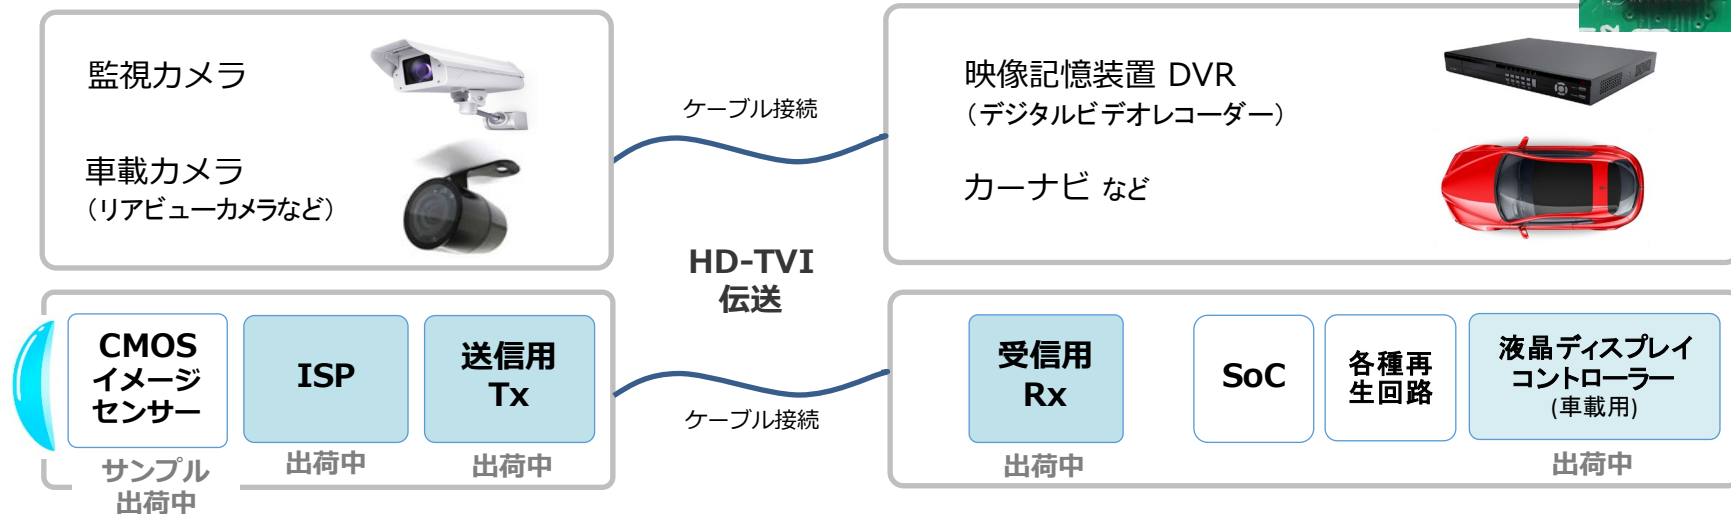 監視カメラ
車載カメラ
（リアビューカメラなど）
ケーブル接続
映像記憶装置 DVR
（デジタルビデオレコーダー）
カーナビ など
HD-TVI
伝送
CMOS
イメージ
センサー
サンプル
出荷中
ISP
出荷中
送信用
Tx
出荷中
ケーブル接続
受信用
Rx
出荷中
SoC
各種再
生回路
液晶ディスプレイ
コントローラー
(車載用)
出荷中